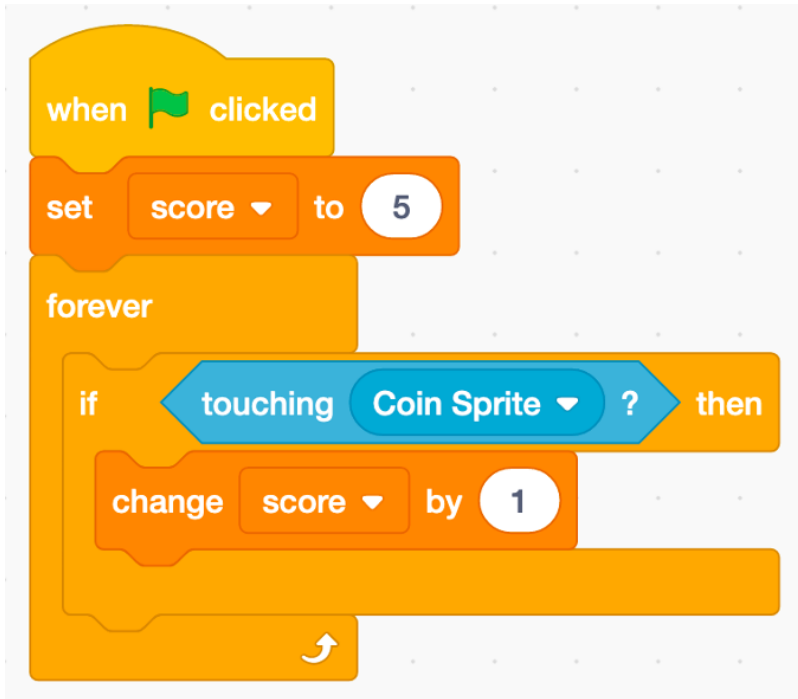 when clicked
set score to 5
forever
if touching Coin Sprite ? then
change score by 1